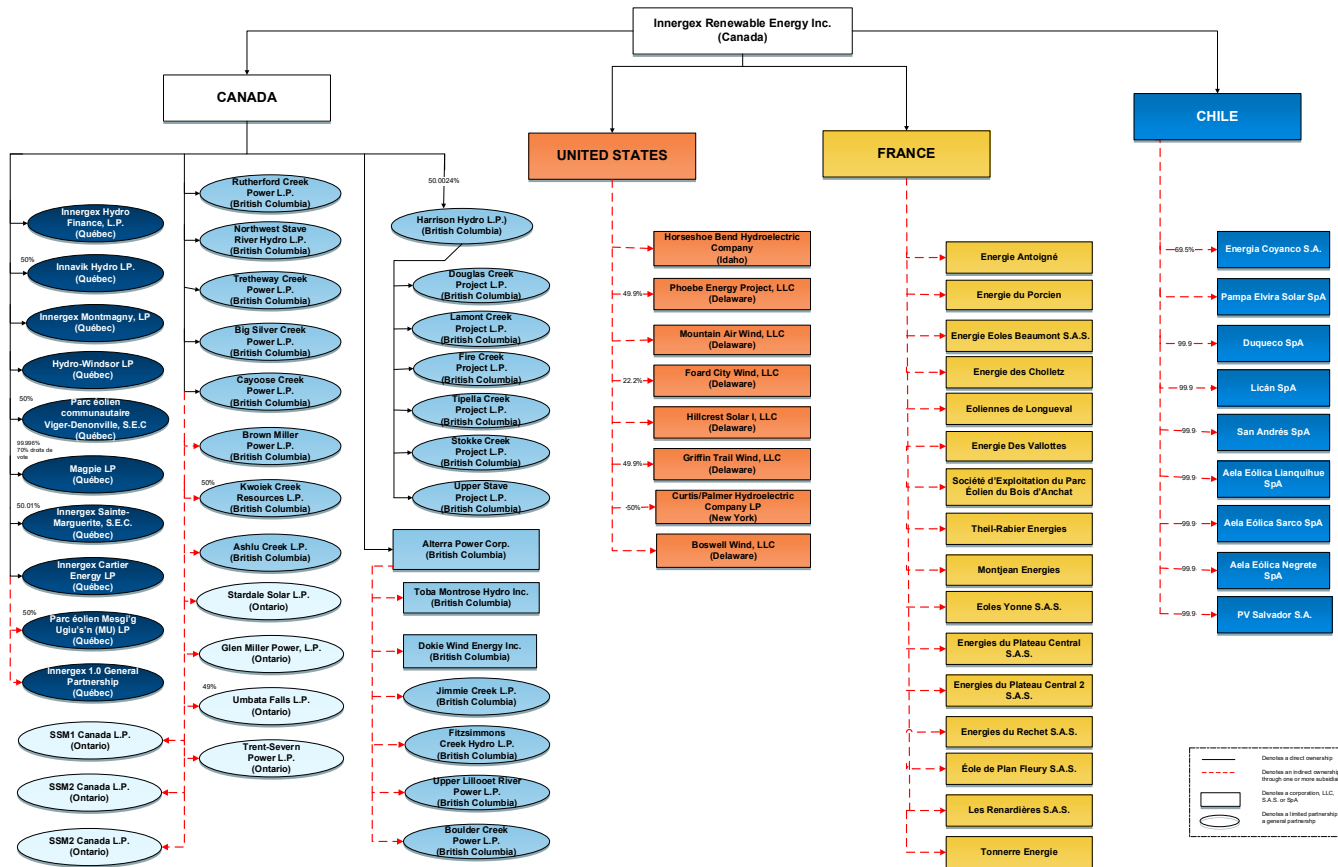 Innergex Renewable Energy Inc.
(Canada)
CANADA
UNITED STATES
FRANCE
CHILE
Innergex Hydro
Finance, L.P.
(Québec)
50%
Innavik Hydro LP.
(Québec)
Innergex Montmagny, LP
(Québec)
Hydro-Windsor LP
(Québec)
50%
Parc éolien
communautaire
Viger-Denonville, S.E.C
(Québec)
99.996%
70% droits de
vote
Magpie LP
(Québec)
50.01%
Innergex Sainte-
Marguerite, S.E.C.
(Québec)
Innergex Cartier
Energy LP
(Québec)
50%
Parc éolien Mesgi'g
Ugju's'n (MU) LP
(Québec)
Innergex 1.0 General
Partnership
(Québec)
SSM1 Canada L.P.
(Ontario)
SSM2 Canada L.P.
(Ontario)
SSM2 Canada L.P.
(Ontario)
Rutherford Creek
Power L.P.
(British Columbia)
Northwest Stave
River Hydro L.P.
(British Columbia)
Tretheway Creek
Power L.P.
(British Columbia)
Big Silver Creek
Power L.P.
(British Columbia)
Cayoose Creek
Power L.P.
(British Columbia)
Brown Miller
Power L.P.
(British Columbia)
50%
Kwoiek Creek
Resources L.P.
(British Columbia)
Ashlu Creek L.P.
(British Columbia)
Stardale Solar L.P.
(Ontario)
Glen Miller Power, L.P.
(Ontario)
49%
Umbata Falls L.P.
(Ontario)
Trent-Severn
Power L.P.
(Ontario)
50.0024%
Harrison Hydro L.P.)
(British Columbia)
Douglas Creek
Project L.P.
(British Columbia)
Lamont Creek
Project L.P.
(British Columbia)
Fire Creek
Project L.P.
(British Columbia)
Tipella Creek
Project L.P.
(British Columbia)
Stokke Creek
Project L.P.
(British Columbia)
Upper Stave
Project L.P.
(British Columbia)
Alterra Power Corp.
(British Columbia)
Toba Montrose Hydro Inc.
(British Columbia)
Dokie Wind Energy Inc.
(British Columbia)
Jimmie Creek L.P.
(British Columbia)
Fitzsimmons
Creek Hydro L.P.
(British Columbia)
Upper Lillooet River
Power L.P.
(British Columbia)
Boulder Creek
Power L.P.
(British Columbia)
Horseshoe Bend Hydroelectric
Company
(Idaho)
49.9%
Phoebe Energy Project, LLC
(Delaware)
Mountain Air Wind, LLC
(Delaware)
22.2%
Foard City Wind, LLC
(Delaware)
Hillcrest Solar I, LLC
(Delaware)
49.9%
Griffin Trail Wind, LLC
(Delaware)
50%
Curtis/Palmer Hydroelectric
Company LP
(New York)
Boswell Wind, LLC
(Delaware)
Energie Antoigné
Energie du Porcien
Energie Eoles Beaumont S.A.S.
Energie des Cholletz
Eoliennes de Longueval
Energie Des Vallottes
Société d'Exploitation du Parc
Éolien du Bois d'Anchat
Theil-Rabier Energies
Montjean Energies
Eoles Yonne S.A.S.
Energies du Plateau Central
S.A.S.
Energies du Plateau Central 2
S.A.S.
Energies du Rechet S.A.S.
Éole de Plan Fleury S.A.S.
Les Renardières S.A.S.
Tonnerre Energie
69.5%
Energía Coyanco S.A.
Pampa Elvira Solar SpA
99.9
Duqueco SpA
99.9
Licán SpA
99.9
San Andrés SpA
99.9
Aela Eólica Llanquihue
SpA
99.9
Aela Eólica Sarco SpA
99.9
Aela Eólica Negrete
SpA
99.9
PV Salvador S.A.
Denotes a direct ownership
Denotes an indirect ownership
through one or more
Denotes a corporation, LLC,
S.A.S. or SpA
Denotes a limited partnership
a general partnership